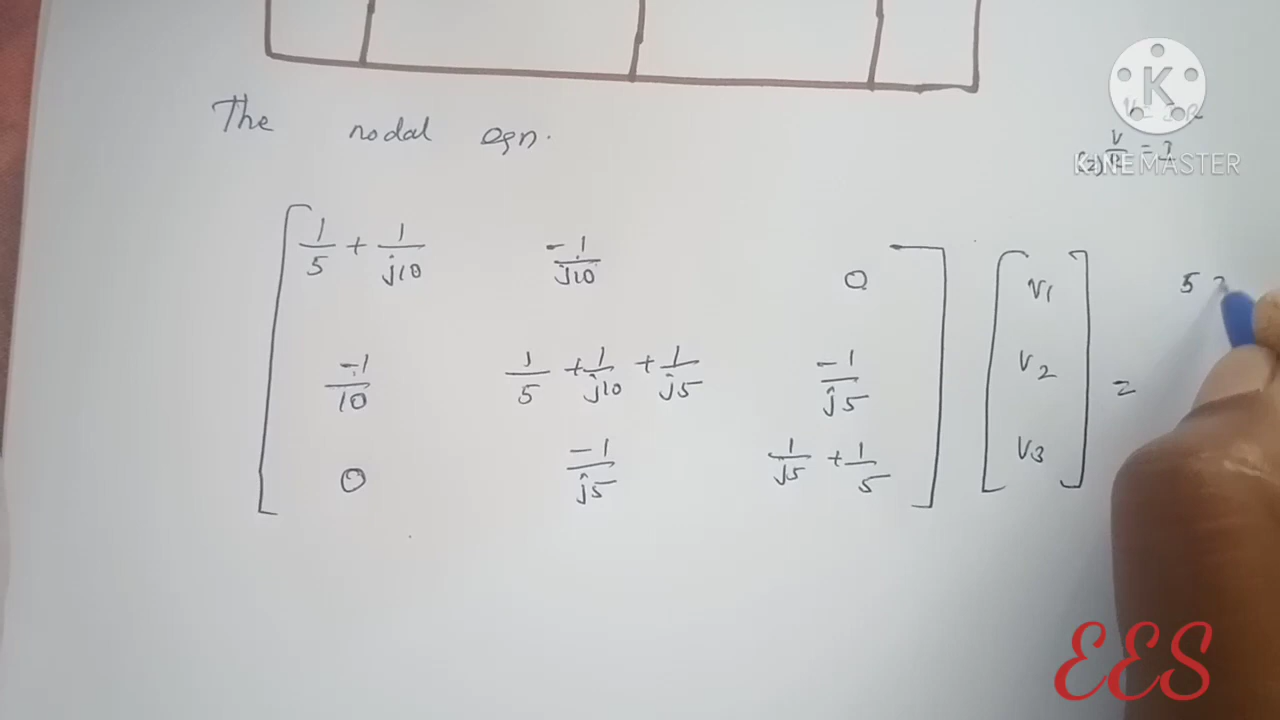 The nodal eqn.
K
KINEMASTER
(z) V/R = I
[ 1/5 + 1/j10   -1/j10   0 ] [ V1 ] = 5
[ -1/10   1/5 + 1/j10 + 1/j5   -1/j5 ] [ V2 ]
[ 0   -1/j5   1/j5 + 1/5 ] [ V3 ]
EES